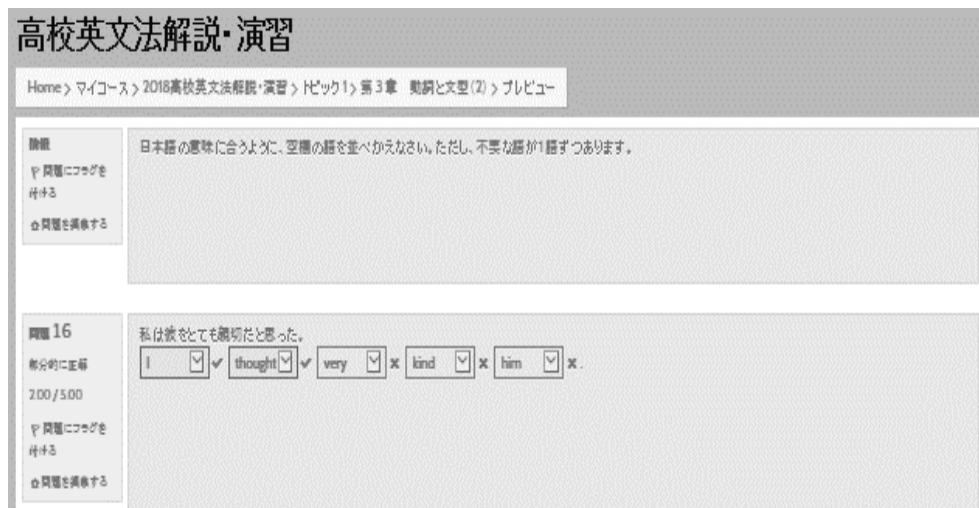 高校英文法解説・演習
Home > マイコース > 2018高校英文法解説・演習 > トピック1 > 第3章 動詞と文型(2) > プレビュー
日本語の意味に合うように、空欄の語を並べかえなさい。ただし、不要な語が1語ずつあります。
問題にフラグを
付ける
問題を編集する
問題 16
私は彼をとても親切だと思った。
I ✔ thought ✔ very x kind x him x .
部分的に正解
2.00 / 5.00
問題にフラグを
付ける
問題を編集する